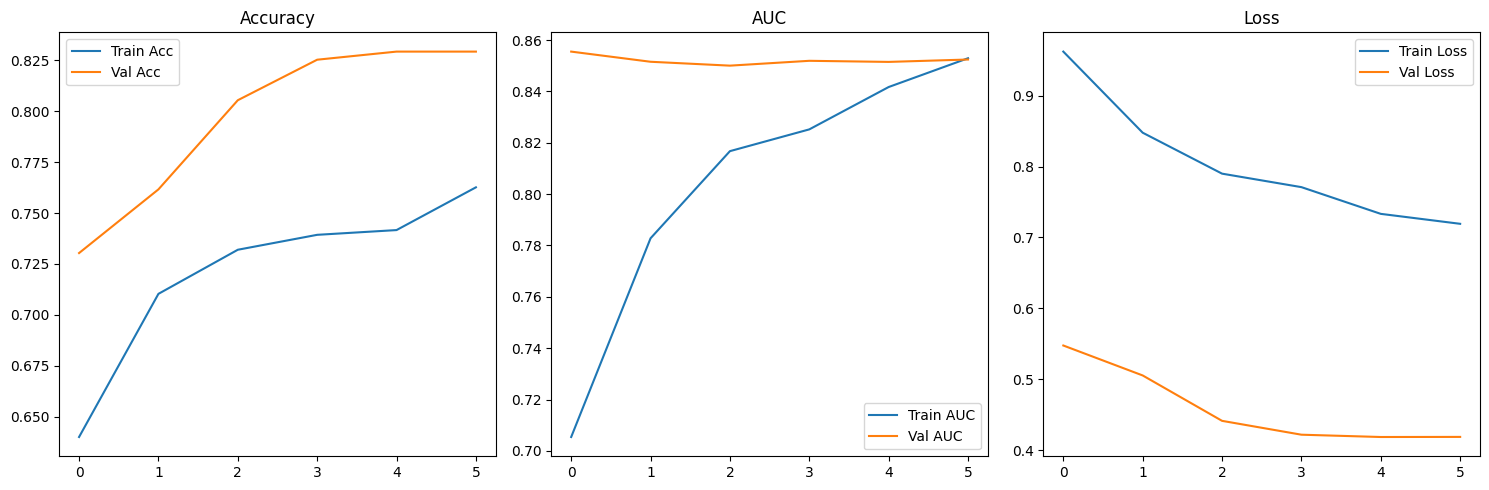 Accuracy
Train Acc
Val Acc
0.825
0.800
0.775
0.750
0.725
0.700
0.675
0.650
0 1 2 3 4 5
AUC
0.86
0.84
0.82
0.80
0.78
0.76
0.74
0.72
0.70
Train AUC
Val AUC
0 1 2 3 4 5
Loss
Train Loss
Val Loss
0.9
0.8
0.7
0.6
0.5
0.4
0 1 2 3 4 5